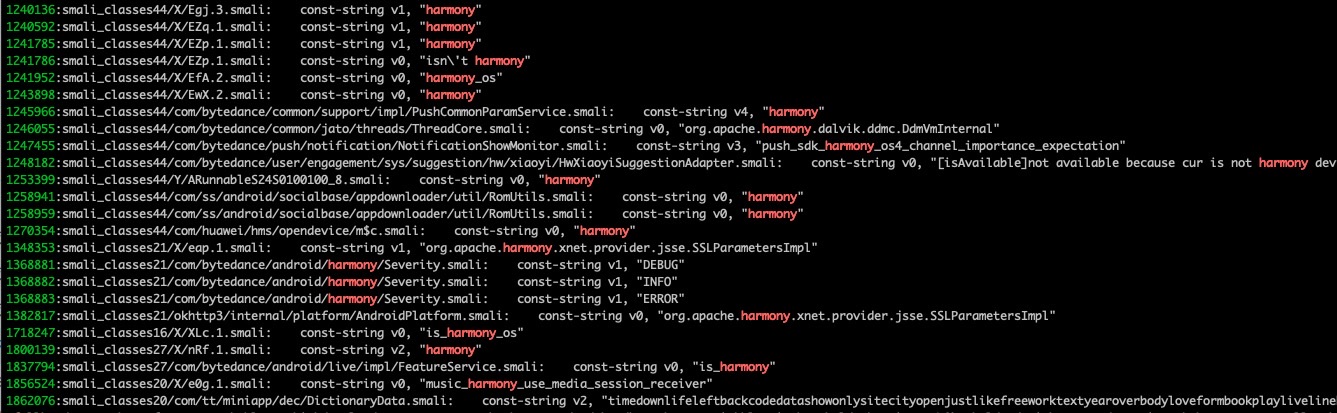 1240136:smali_classes44/X/Egj.3.smali:    const-string v1, "harmony"
1240592:smali_classes44/X/EZq.1.smali:    const-string v1, "harmony"
1241785:smali_classes44/X/EZp.1.smali:    const-string v1, "harmony"
1241786:smali_classes44/X/EZp.1.smali:    const-string v0, "isn\'t harmony"
1241952:smali_classes44/X/EfA.2.smali:    const-string v0, "harmony_os"
1243898:smali_classes44/X/EwX.2.smali:    const-string v0, "harmony"
1245966:smali_classes44/com/bytedance/common/support/impl/PushCommonParamService.smali:    const-string v4, "harmony"
1246055:smali_classes44/com/bytedance/common/jato/threads/ThreadCore.smali:    const-string v0, "org.apache.harmony.dalvik.ddmc.DdmVmInternal"
1247455:smali_classes44/com/bytedance/push/notification/NotificationShowMonitor.smali:    const-string v3, "push_sdk_harmony_os4_channel_importance_expectation"
1248182:smali_classes44/com/bytedance/user/engagement/sys/suggestion/hw/xiaoyi/HwXiaoyiSuggestionAdapter.smali:    const-string v0, "[isAvailable]not available because cur is not harmony dev
1253399:smali_classes44/Y/ARunnableS24S0100100_8.smali:    const-string v0, "harmony"
1258941:smali_classes44/com/ss/android/socialbase/appdownloader/util/RomUtils.smali:    const-string v0, "harmony"
1258959:smali_classes44/com/ss/android/socialbase/appdownloader/util/RomUtils.smali:    const-string v0, "harmony"
1270354:smali_classes44/com/huawei/hms/opendevice/m$c.smali:    const-string v0, "harmony"
1348353:smali_classes21/X/eap.1.smali:    const-string v1, "org.apache.harmony.xnet.provider.jsse.SSLParametersImpl"
1368881:smali_classes21/com/bytedance/android/harmony/Severity.smali:    const-string v1, "DEBUG"
1368882:smali_classes21/com/bytedance/android/harmony/Severity.smali:    const-string v1, "INFO"
1368883:smali_classes21/com/bytedance/android/harmony/Severity.smali:    const-string v1, "ERROR"
1382817:smali_classes21/okhttp3/internal/platform/AndroidPlatform.smali:    const-string v0, "org.apache.harmony.xnet.provider.jsse.SSLParametersImpl"
1718247:smali_classes16/X/XLc.1.smali:    const-string v0, "is_harmony_os"
1800139:smali_classes27/X/nRf.1.smali:    const-string v2, "harmony"
1837794:smali_classes27/com/bytedance/android/live/impl/FeatureService.smali:    const-string v0, "is_harmony"
1856524:smali_classes20/X/e0g.1.smali:    const-string v0, "music_harmony_use_media_session_receiver"
1862076:smali_classes20/com/tt/miniapp/dec/DictionaryData.smali:    const-string v2, "timedownlifeleftbackcodedatashowonlysitecityopenjustlikefreeworktextyearoverbodyloveformbookplayliveline